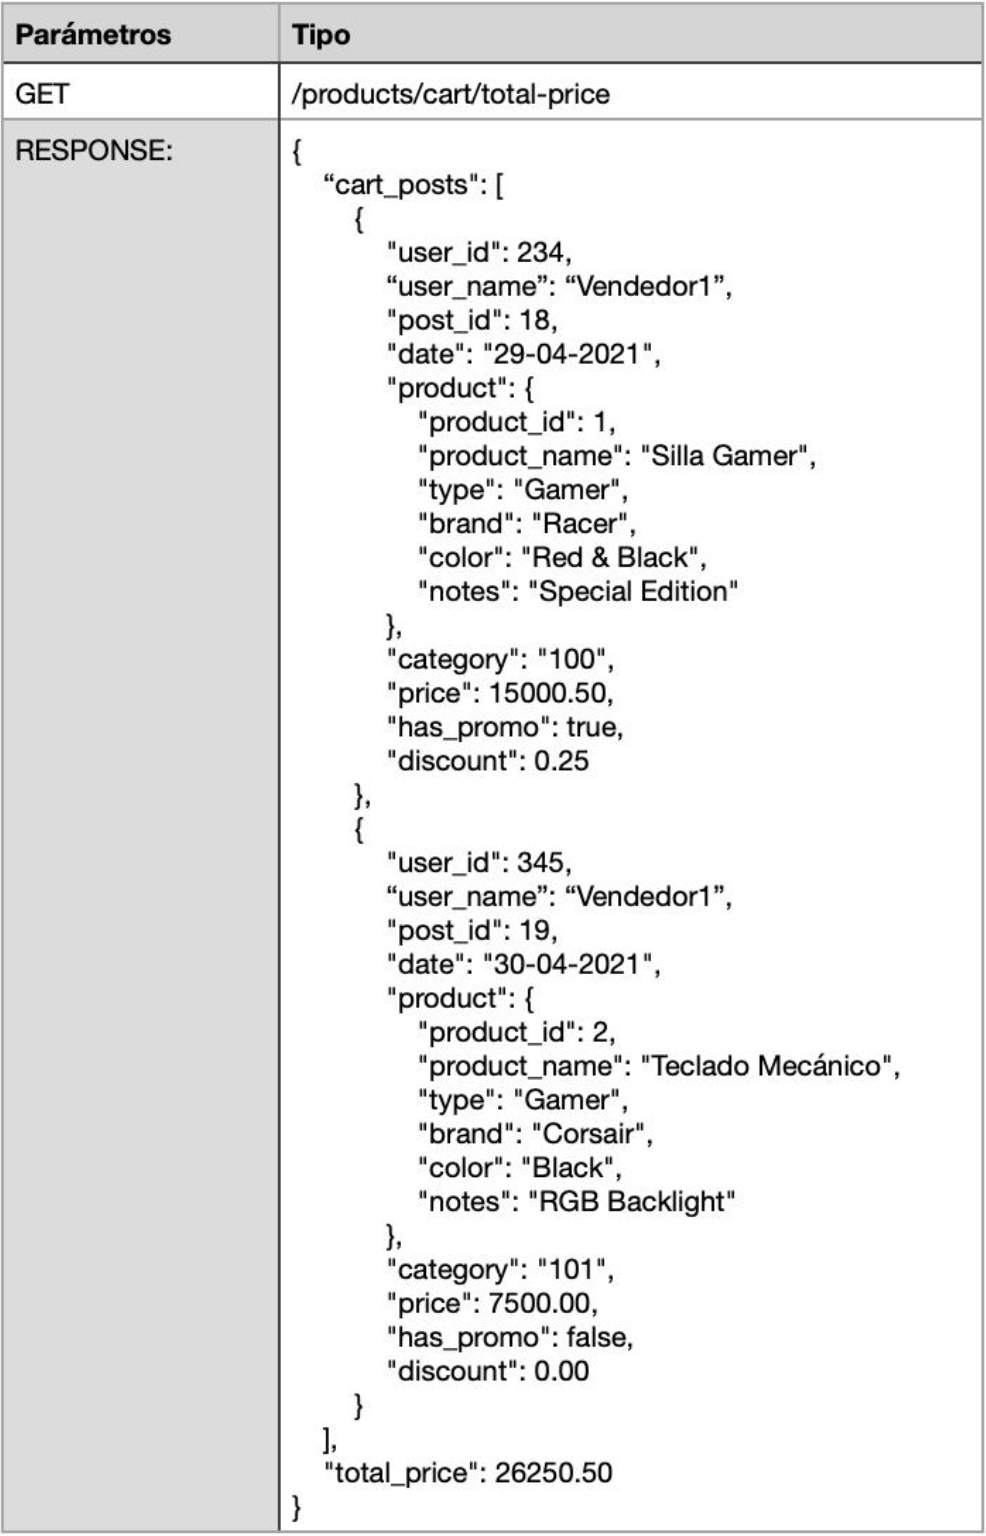 Parámetros Tipo
GET /products/cart/total-price
RESPONSE: {
“cart_posts": [
{
"user_id": 234,
“user_name”: “Vendedor1”,
"post_id": 18,
"date": "29-04-2021",
"product": {
"product_id": 1,
"product_name": "Silla Gamer",
"type": "Gamer",
"brand": "Racer",
"color": "Red & Black",
"notes": "Special Edition"
},
"category": "100",
"price": 15000.50,
"has_promo": true,
"discount": 0.25
},
{
"user_id": 345,
“user_name”: “Vendedor1”,
"post_id": 19,
"date": "30-04-2021",
"product": {
"product_id": 2,
"product_name": "Teclado Mecánico",
"type": "Gamer",
"brand": "Corsair",
"color": "Black",
"notes": "RGB Backlight"
},
"category": "101",
"price": 7500.00,
"has_promo": false,
"discount": 0.00
}
],
"total_price": 26250.50
}